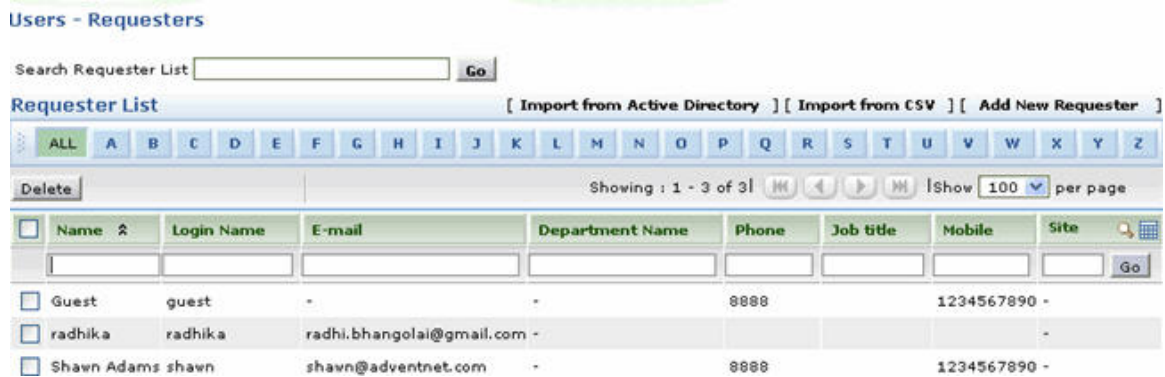 Users - Requesters
Search Requester List Go
Requester List [ Import from Active Directory ] [ Import from CSV ] [ Add New Requester ]
ALL A B C D E F G H I J K L M N O P Q R S T U V W X Y Z
Delete Showing : 1 - 3 of 3 | Show 100 per page
Name Login Name E-mail Department Name Phone Job title Mobile Site
Go
Guest guest - - 8888 1234567890 -
radhika radhika radhi.bhangolai@gmail.com - -
Shawn Adams shawn shawn@adventnet.com - 8888 1234567890 -